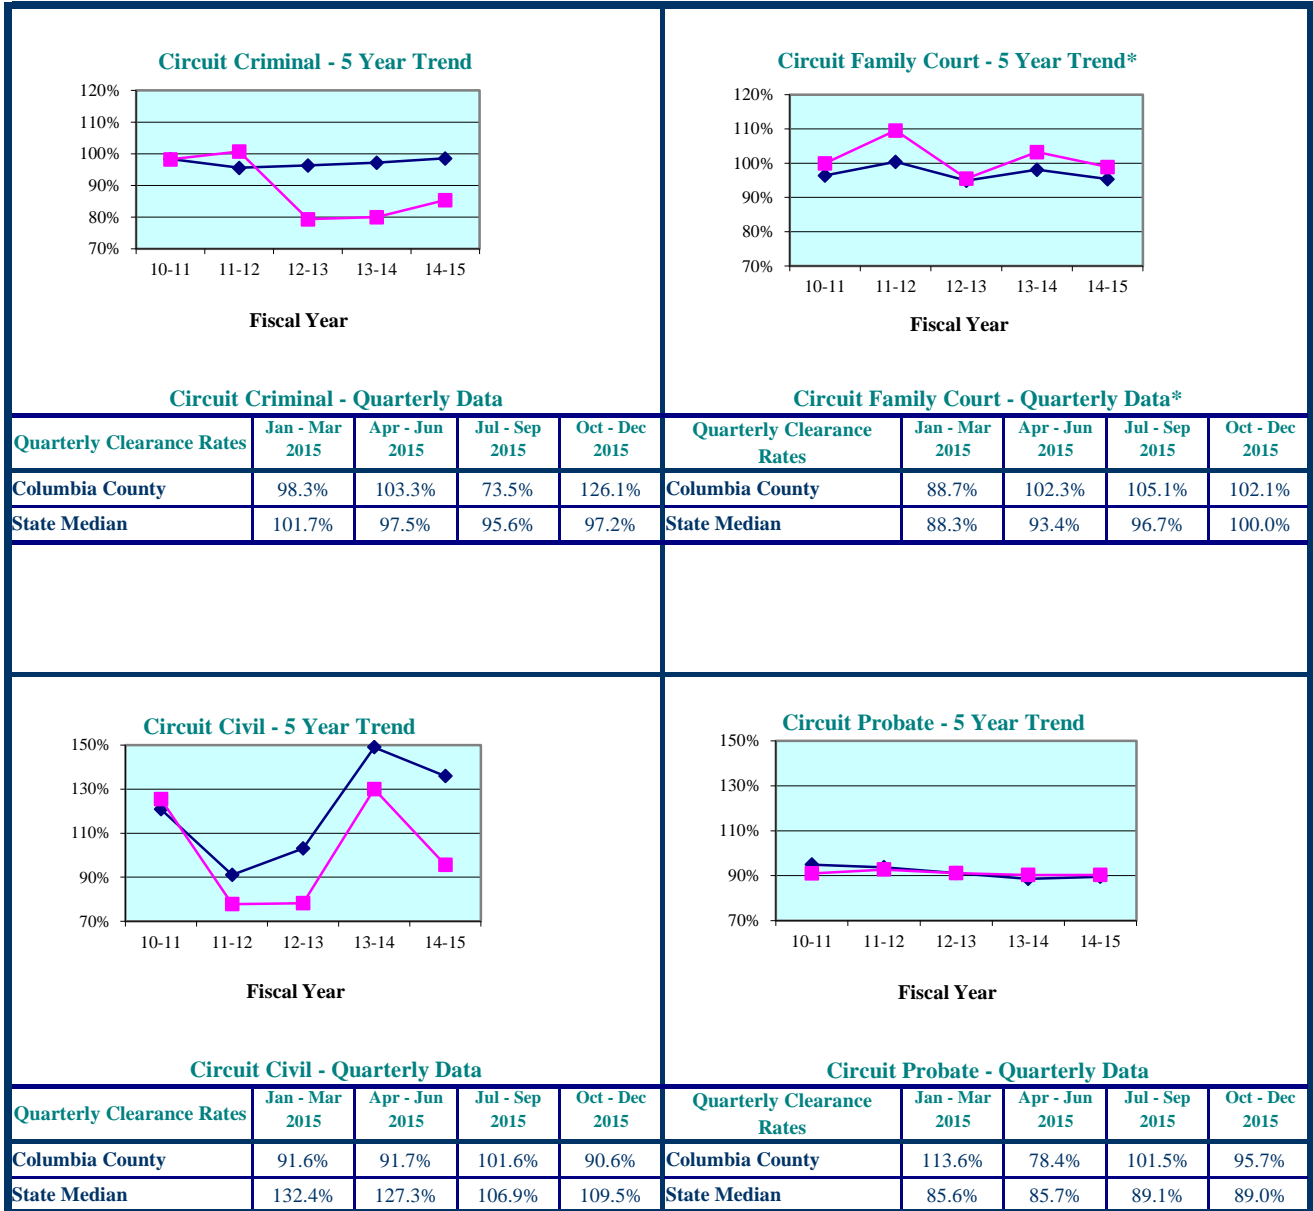 Circuit Criminal - 5 Year Trend
120%
110%
100%
90%
80%
70%
10-11 11-12 12-13 13-14 14-15
Fiscal Year
Circuit Criminal - Quarterly Data
Quarterly Clearance Rates Jan - Mar 2015 Apr - Jun 2015 Jul - Sep 2015 Oct - Dec 2015
Columbia County 98.3% 103.3% 73.5% 126.1%
State Median 101.7% 97.5% 95.6% 97.2%
Circuit Family Court - 5 Year Trend*
120%
110%
100%
90%
80%
70%
10-11 11-12 12-13 13-14 14-15
Fiscal Year
Circuit Family Court - Quarterly Data*
Quarterly Clearance Rates Jan - Mar 2015 Apr - Jun 2015 Jul - Sep 2015 Oct - Dec 2015
Columbia County 88.7% 102.3% 105.1% 102.1%
State Median 88.3% 93.4% 96.7% 100.0%
Circuit Civil - 5 Year Trend
150%
130%
110%
90%
70%
10-11 11-12 12-13 13-14 14-15
Fiscal Year
Circuit Civil - Quarterly Data
Quarterly Clearance Rates Jan - Mar 2015 Apr - Jun 2015 Jul - Sep 2015 Oct - Dec 2015
Columbia County 91.6% 91.7% 101.6% 90.6%
State Median 132.4% 127.3% 106.9% 109.5%
Circuit Probate - 5 Year Trend
150%
130%
110%
90%
70%
10-11 11-12 12-13 13-14 14-15
Fiscal Year
Circuit Probate - Quarterly Data
Quarterly Clearance Rates Jan - Mar 2015 Apr - Jun 2015 Jul - Sep 2015 Oct - Dec 2015
Columbia County 113.6% 78.4% 101.5% 95.7%
State Median 85.6% 85.7% 89.1% 89.0%